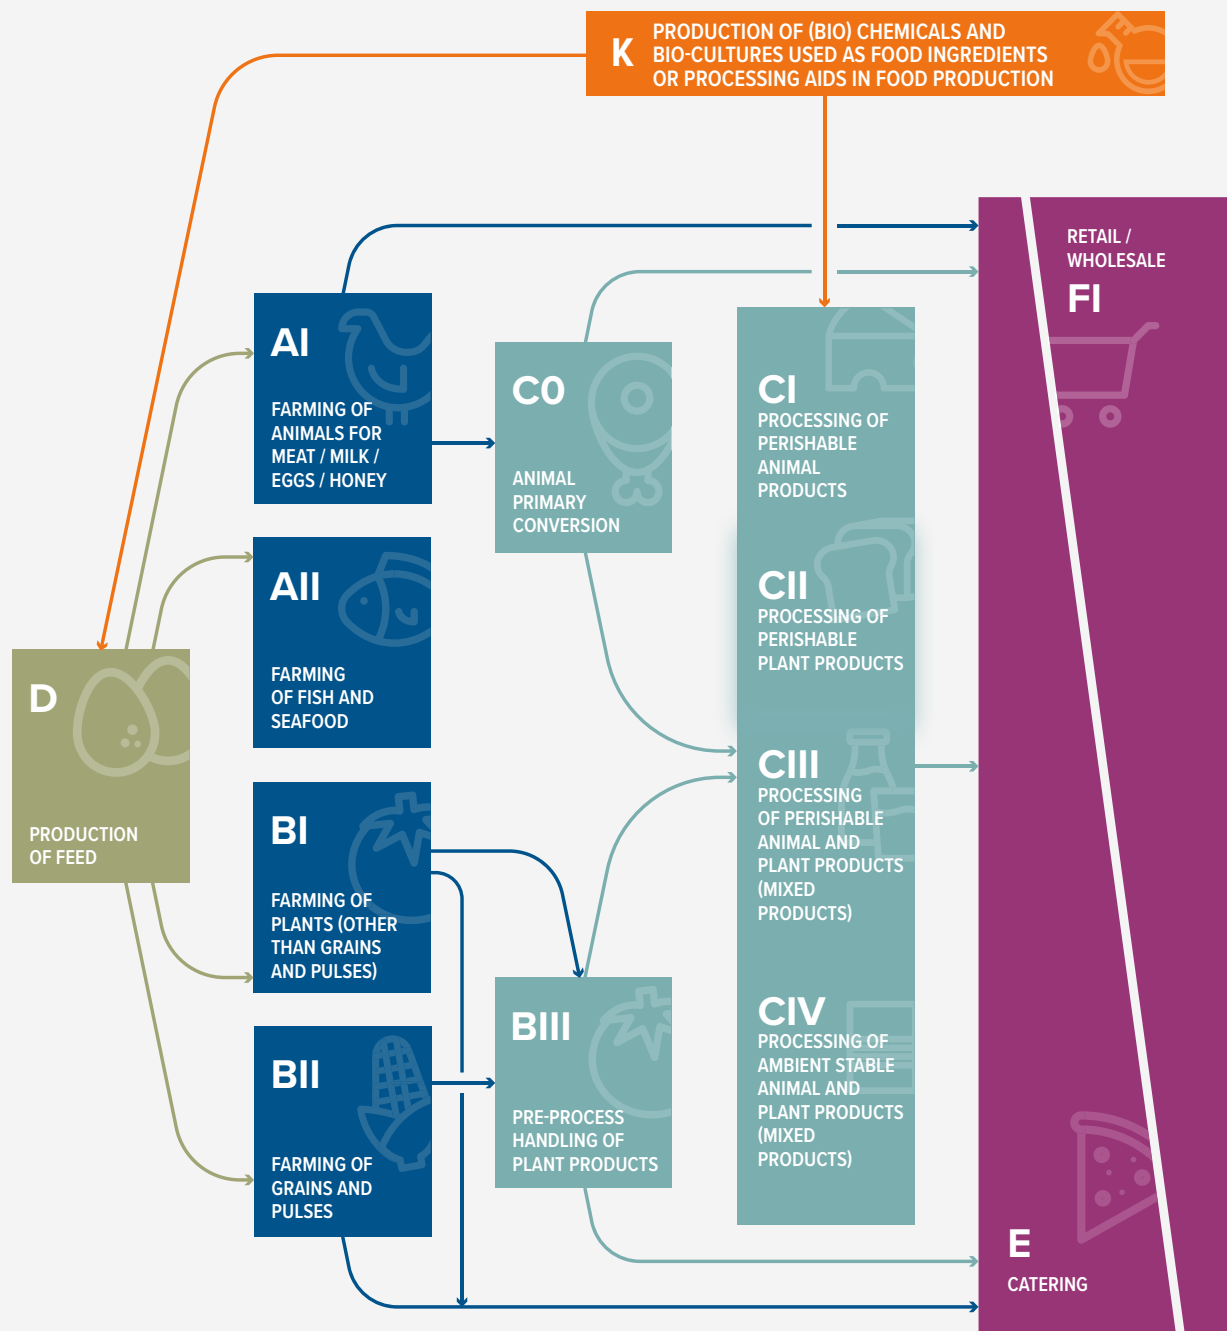 K
PRODUCTION OF (BIO) CHEMICALS AND
BIO-CULTURES USED AS FOOD INGREDIENTS
OR PROCESSING AIDS IN FOOD PRODUCTION
RETAIL /
WHOLESALE
FI
AI
FARMING OF
ANIMALS FOR
MEAT / MILK /
EGGS / HONEY
C0
ANIMAL
PRIMARY
CONVERSION
CI
PROCESSING OF
PERISHABLE
ANIMAL
PRODUCTS
AII
FARMING
OF FISH AND
SEAFOOD
CII
PROCESSING OF
PERISHABLE
PLANT PRODUCTS
D
PRODUCTION
OF FEED
BI
FARMING OF
PLANTS (OTHER
THAN GRAINS
AND PULSES)
CIII
PROCESSING
OF PERISHABLE
ANIMAL AND
PLANT PRODUCTS
(MIXED
PRODUCTS)
BII
FARMING OF
GRAINS AND
PULSES
BIII
PRE-PROCESS
HANDLING OF
PLANT PRODUCTS
CIV
PROCESSING OF
AMBIENT STABLE
ANIMAL AND
PLANT PRODUCTS
(MIXED
PRODUCTS)
E
CATERING